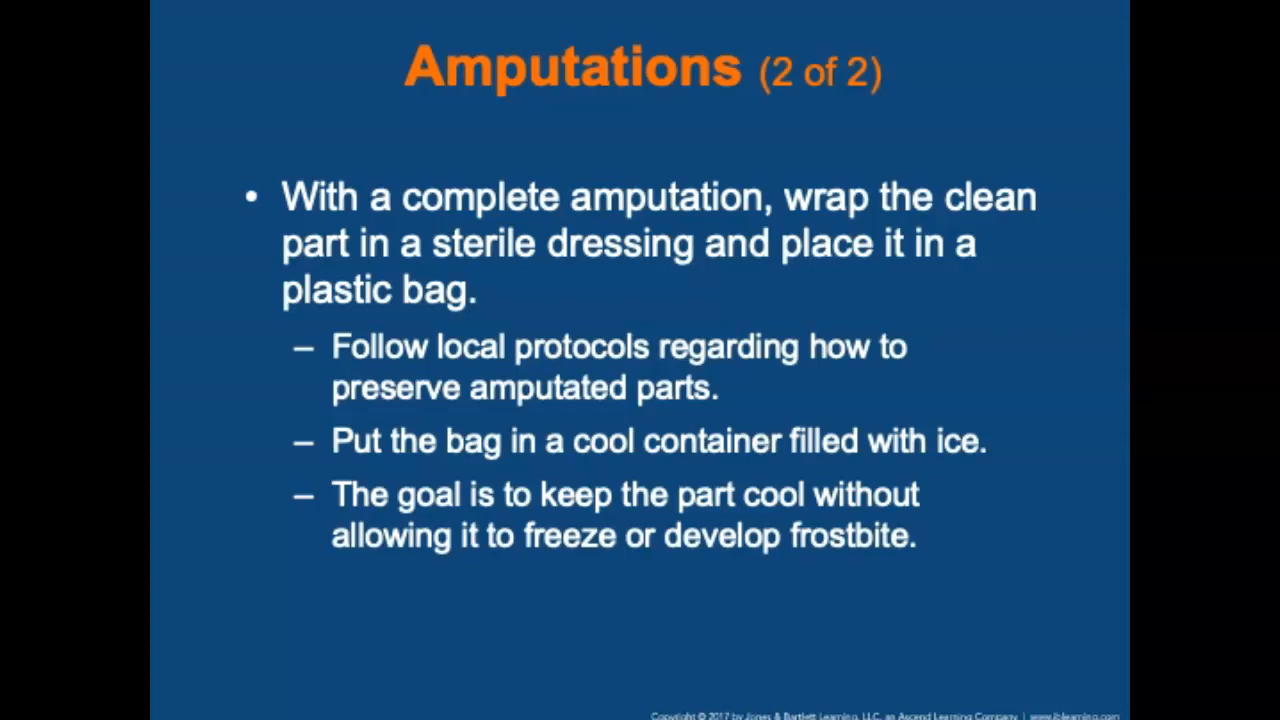 Amputations (2 of 2)
• With a complete amputation, wrap the clean
part in a sterile dressing and place it in a
plastic bag.
– Follow local protocols regarding how to
preserve amputated parts.
– Put the bag in a cool container filled with ice.
– The goal is to keep the part cool without
allowing it to freeze or develop frostbite.
Copyright © 2017 by Jones & Bartlett Learning, LLC, an Ascend Learning Company | www.jblearning.com